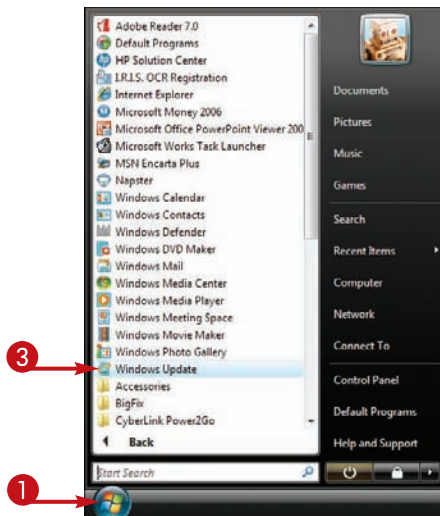 Adobe Reader 7.0
Default Programs
HP Solution Center
I.R.I.S. OCR Registration
Internet Explorer
Microsoft Money 2006
Microsoft Office PowerPoint Viewer 200
Microsoft Works Task Launcher
MSN Encarta Plus
Napster
Windows Calendar
Windows Contacts
Windows Defender
Windows DVD Maker
Windows Mail
Windows Media Center
Windows Media Player
Windows Meeting Space
Windows Movie Maker
Windows Photo Gallery
3
Windows Update
Accessories
BigFix
CyberLink Power2Go
Back
Start Search
1
Documents
Pictures
Music
Games
Search
Recent Items
Computer
Network
Connect To
Control Panel
Default Programs
Help and Support